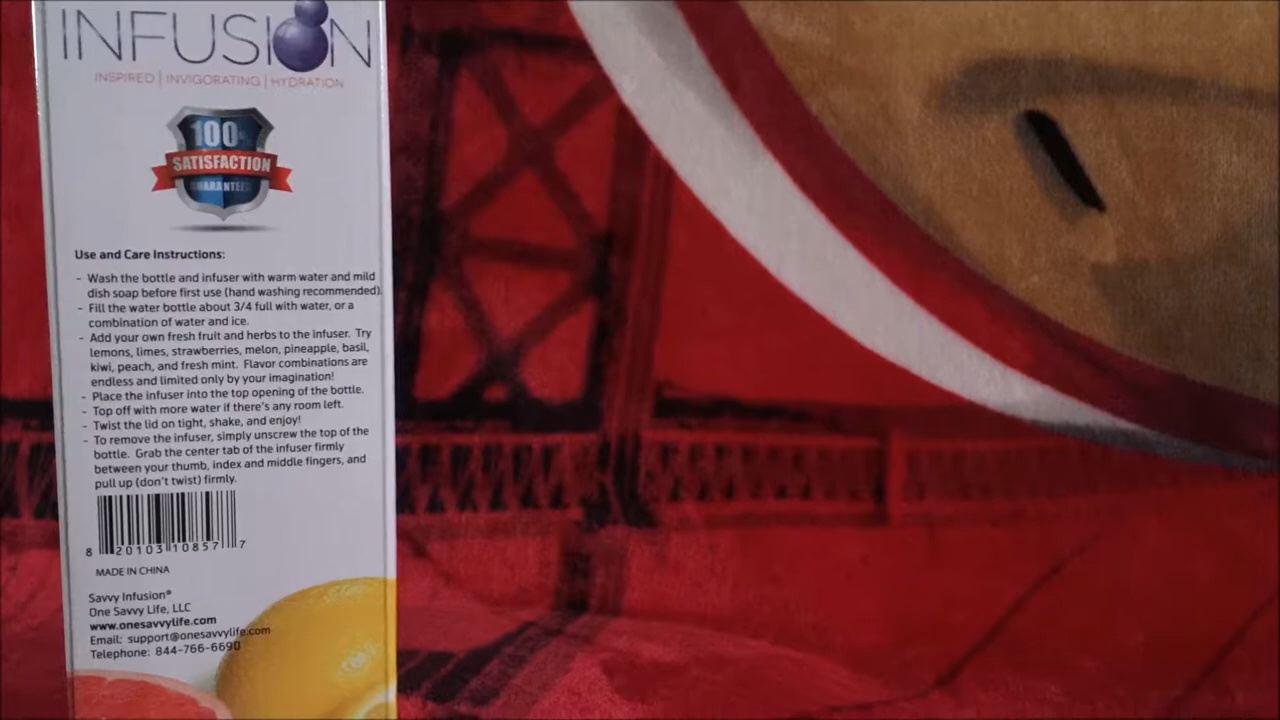 INFUSION
INSPIRED | INVIGORATING | HYDRATION
100%
SATISFACTION
GUARANTEE
Use and Care Instructions:
- Wash the bottle and infuser with warm water and mild
dish soap before first use (hand washing recommended).
- Fill the water bottle about 3/4 full with water, or a
combination of water and ice.
- Add your own fresh fruit and herbs to the infuser. Try
lemons, limes, strawberries, melon, pineapple, basil,
kiwi, peach, and fresh mint. Flavor combinations are
endless and limited only by your imagination!
- Place the infuser into the top opening of the bottle.
- Top off with more water if there's any room left.
- Twist the lid on tight, shake, and enjoy!
- To remove the infuser, simply unscrew the top of the
bottle. Grab the center tab of the infuser firmly
between your thumb, index and middle fingers, and
pull up (don't twist) firmly.
8 20103 10857 7
MADE IN CHINA
Savvy Infusion®
One Savvy Life, LLC
www.onesavvylife.com
Email: support@onesavvylife.com
Telephone: 844-766-6690